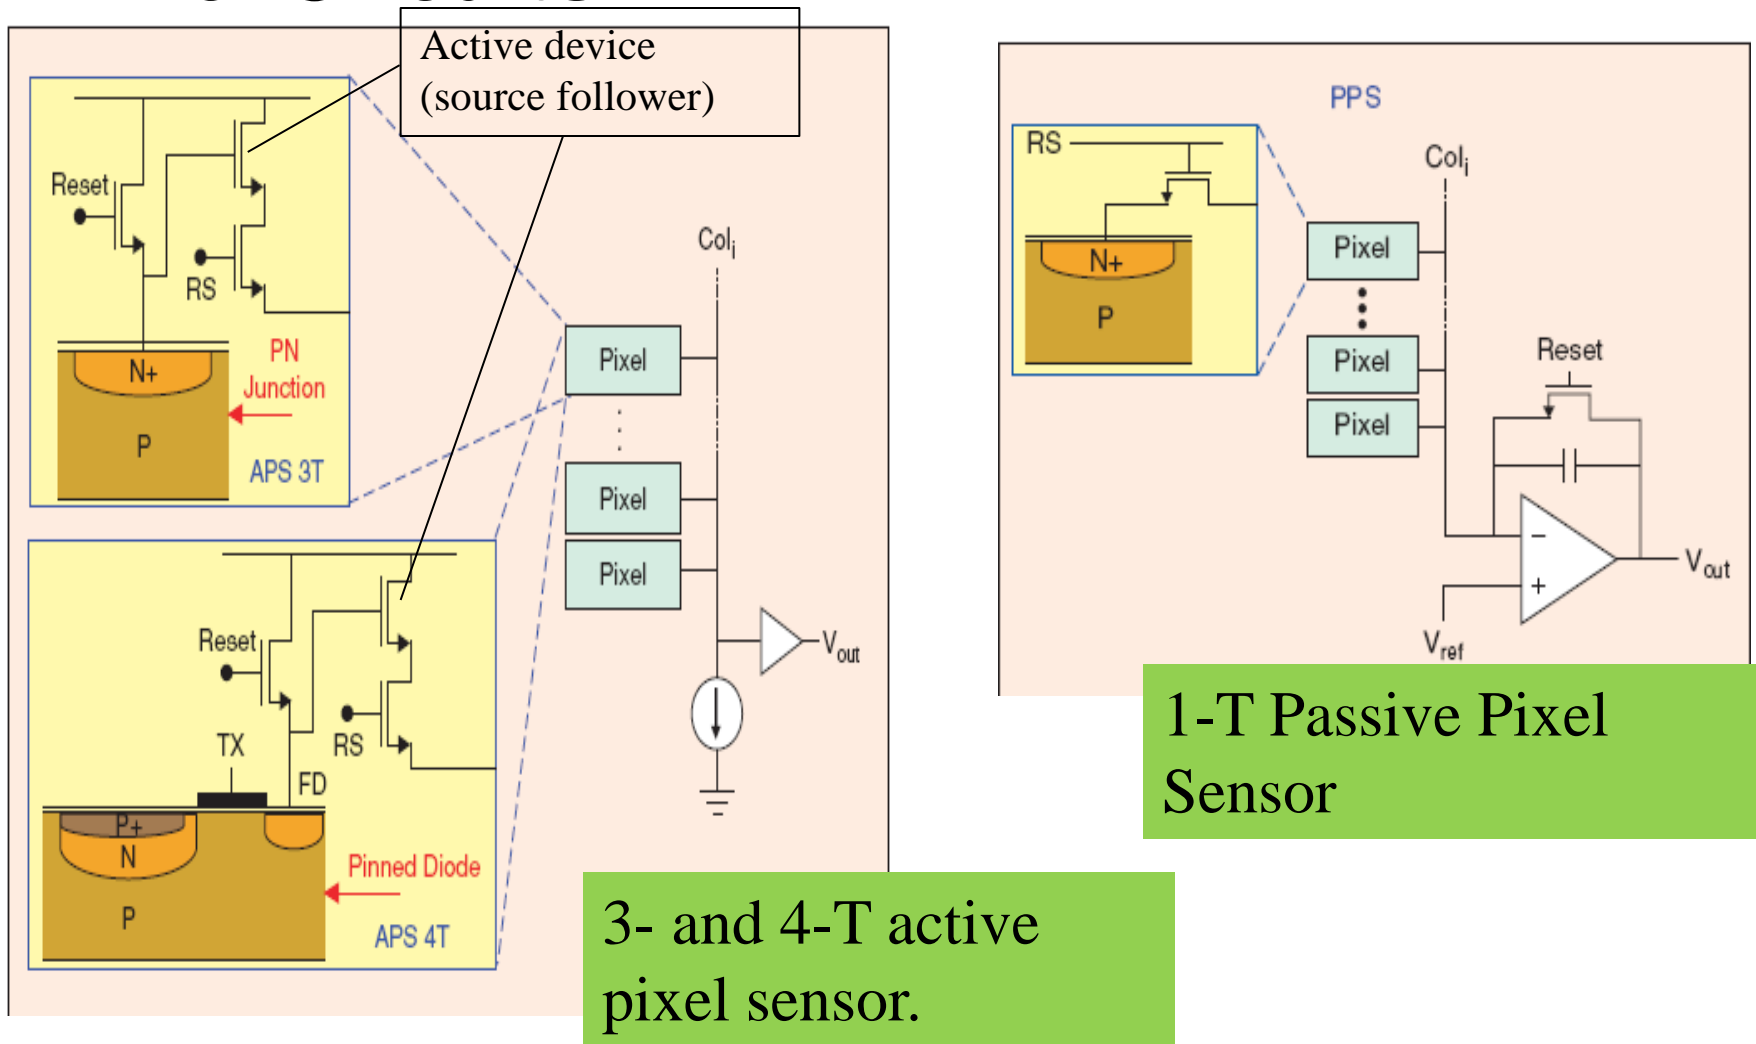 Active device
(source follower)
Reset
RS
PN
Junction
N+
P
APS 3T
Reset
TX
RS
FD
P+
N
P
Pinned Diode
APS 4T
Coli
Pixel
Pixel
Pixel
Vout
3- and 4-T active
pixel sensor.
PPS
RS
N+
P
Coli
Pixel
Pixel
Pixel
Reset
−
+
Vout
Vref
1-T Passive Pixel
Sensor